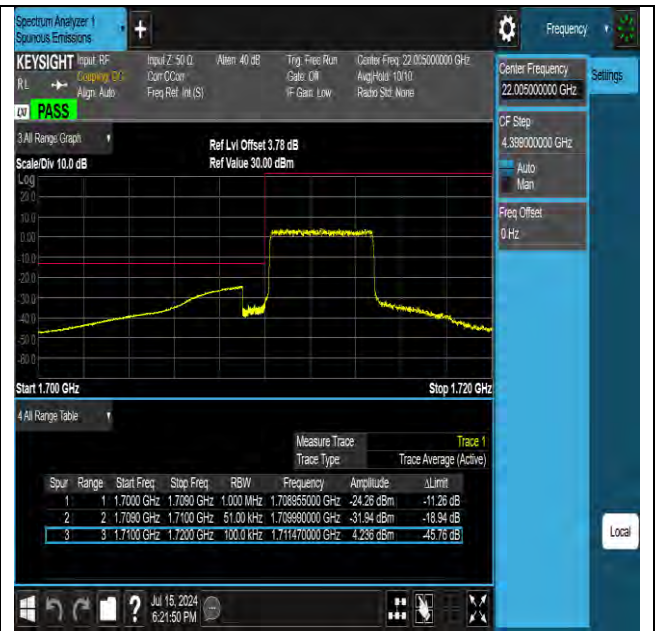 Spectrum Analyzer 1
Spurious Emissions
Frequency
KEYSIGHT Input: RF Input Z: 50 Ω Atten: 40 dB Trig: Free Run Center Freq: 22.005000000 GHz
RL Coupling: DC Corr CCorr Gate: Off Avg|Hold: 10/10
Align: Auto Freq Ref: Int (S) IF Gain: Low Radio Std: None
PASS
Center Frequency
22.005000000 GHz
Settings
CF Step
4.399000000 GHz
Auto
Man
Freq Offset
0 Hz
3 All Range Graph
Ref Lvl Offset 3.78 dB
Scale/Div 10.0 dB Ref Value 30.00 dBm
Log
20.0
10.0
0.00
-10.0
-20.0
-30.0
-40.0
-50.0
-60.0
Start 1.700 GHz Stop 1.720 GHz
4 All Range Table
Measure Trace Trace 1
Trace Type Trace Average (Active)
Spur Range Start Freq Stop Freq RBW Frequency Amplitude ΔLimit
1 1 1.7000 GHz 1.7090 GHz 1.000 MHz 1.708955000 GHz -24.26 dBm -11.26 dB
2 2 1.7090 GHz 1.7100 GHz 51.00 kHz 1.709990000 GHz -31.94 dBm -18.94 dB
3 3 1.7100 GHz 1.7200 GHz 100.0 kHz 1.711470000 GHz 4.236 dBm -45.76 dB
Local
Jul 15, 2024
6:21:50 PM